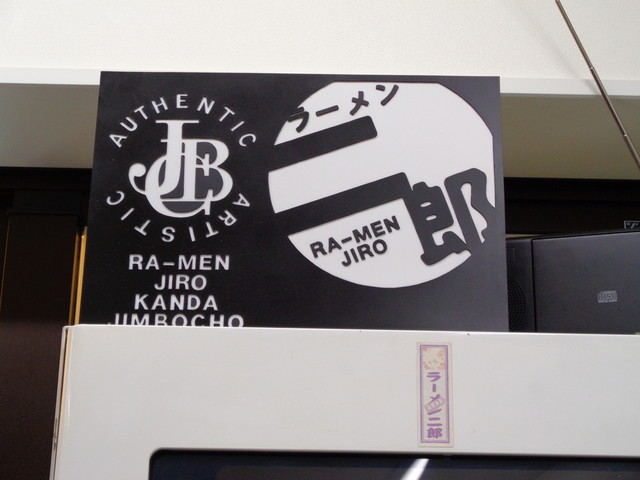 AUTHENTIC
ARTISTIC
JBC
RA-MEN
JIRO
KANDA
JIMBOCHO
ラーメン
二郎
RA-MEN
JIRO
ラーメン二郎